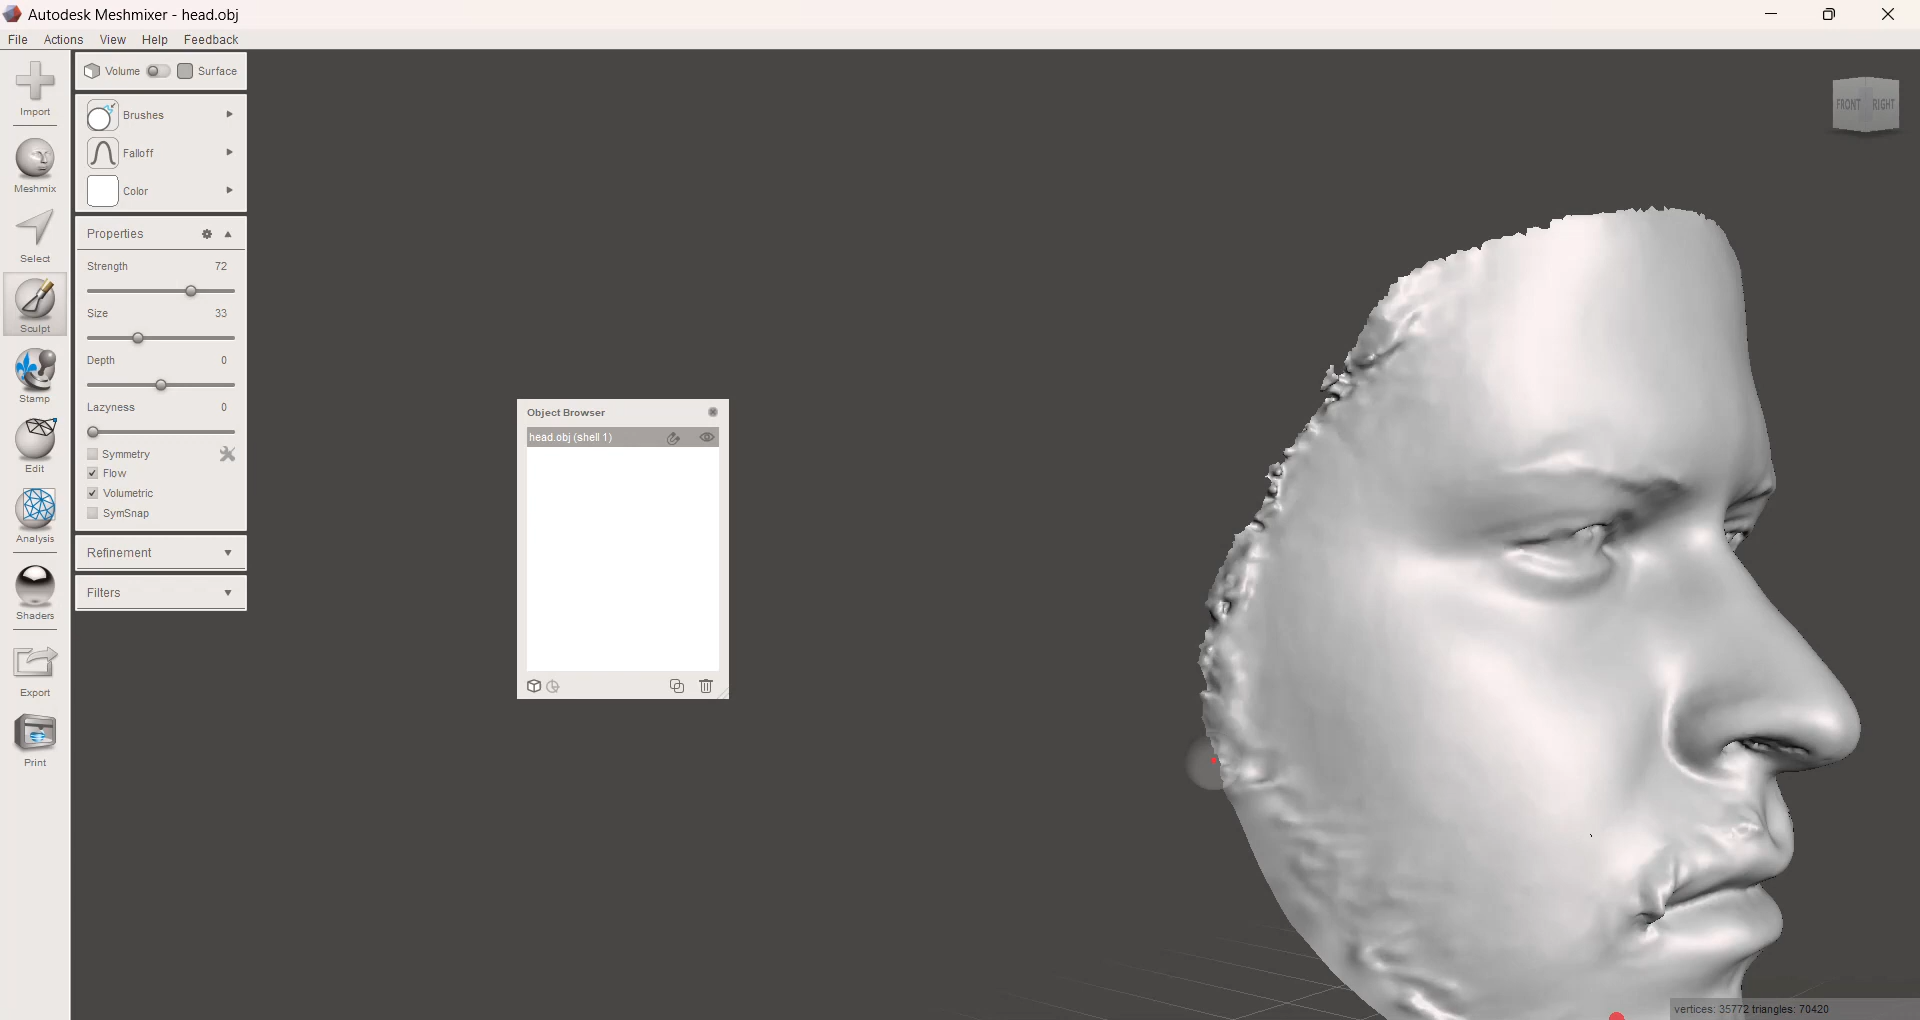 Autodesk Meshmixer - head.obj
File Actions View Help Feedback
Import
Meshmix
Select
Sculpt
Stamp
Edit
Analysis
Shaders
Export
Print
Volume Surface
Brushes
Falloff
Color
Properties
Strength 72
Size 33
Depth 0
Lazyness 0
Symmetry
Flow
Volumetric
SymSnap
Refinement
Filters
Object Browser
head.obj (shell 1)
FRONT RIGHT
vertices: 35772 triangles: 70420